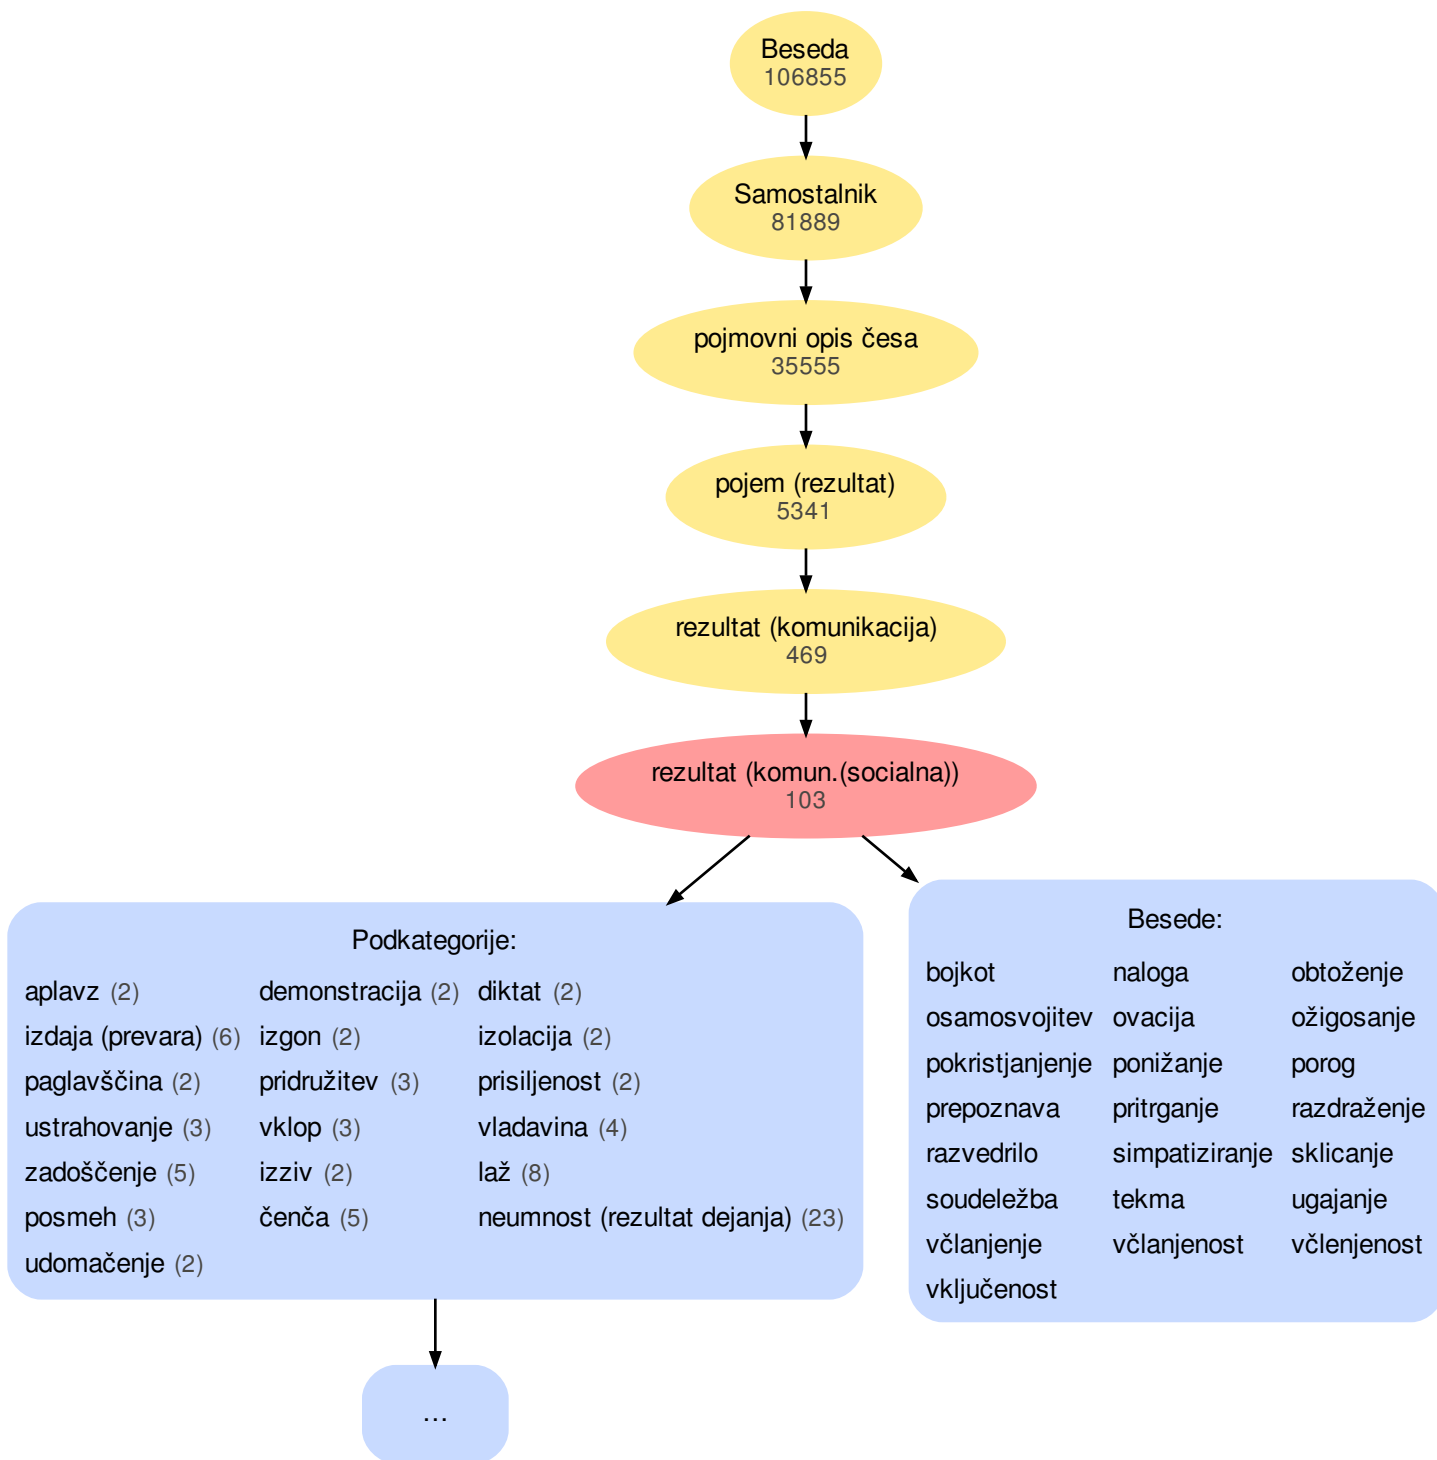 Beseda
106855
Samostalnik
81889
pojmovni opis česa
35555
pojem (rezultat)
5341
rezultat (komunikacija)
469
rezultat (komun.(socialna))
103
Podkategorije:
aplavz (2) demonstracija (2) diktat (2)
izdaja (prevara) (6) izgon (2) izolacija (2)
paglavščina (2) pridružitev (3) prisiljenost (2)
ustrahovanje (3) vklop (3) vladavina (4)
zadoščenje (5) izziv (2) laž (8)
posmeh (3) čenča (5) neumnost (rezultat dejanja) (23)
udomačenje (2)
Besede:
bojkot naloga obtoženje
osamosvojitev ovacija ožigosanje
pokristjanjenje ponižanje porog
prepoznava pritrganje razdraženje
razvedrilo simpatiziranje sklicanje
soudeležba tekma ugajanje
včlanjenje včlanjenost včlenjenost
vključenost
...